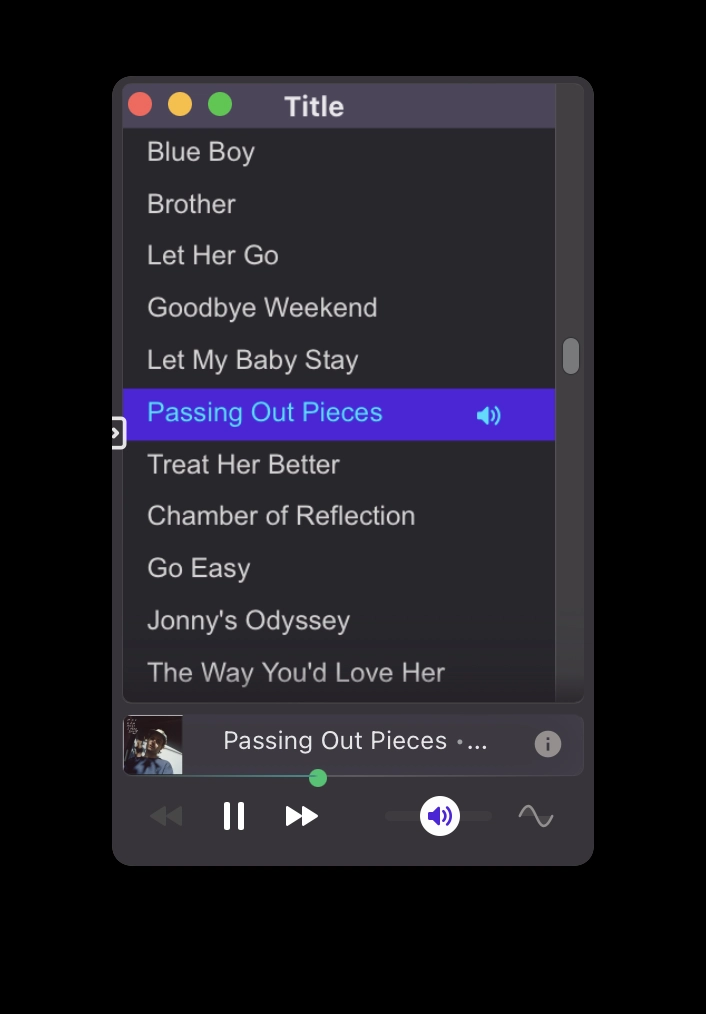 Title
Blue Boy
Brother
Let Her Go
Goodbye Weekend
Let My Baby Stay
Passing Out Pieces
Treat Her Better
Chamber of Reflection
Go Easy
Jonny's Odyssey
The Way You'd Love Her
Passing Out Pieces •...